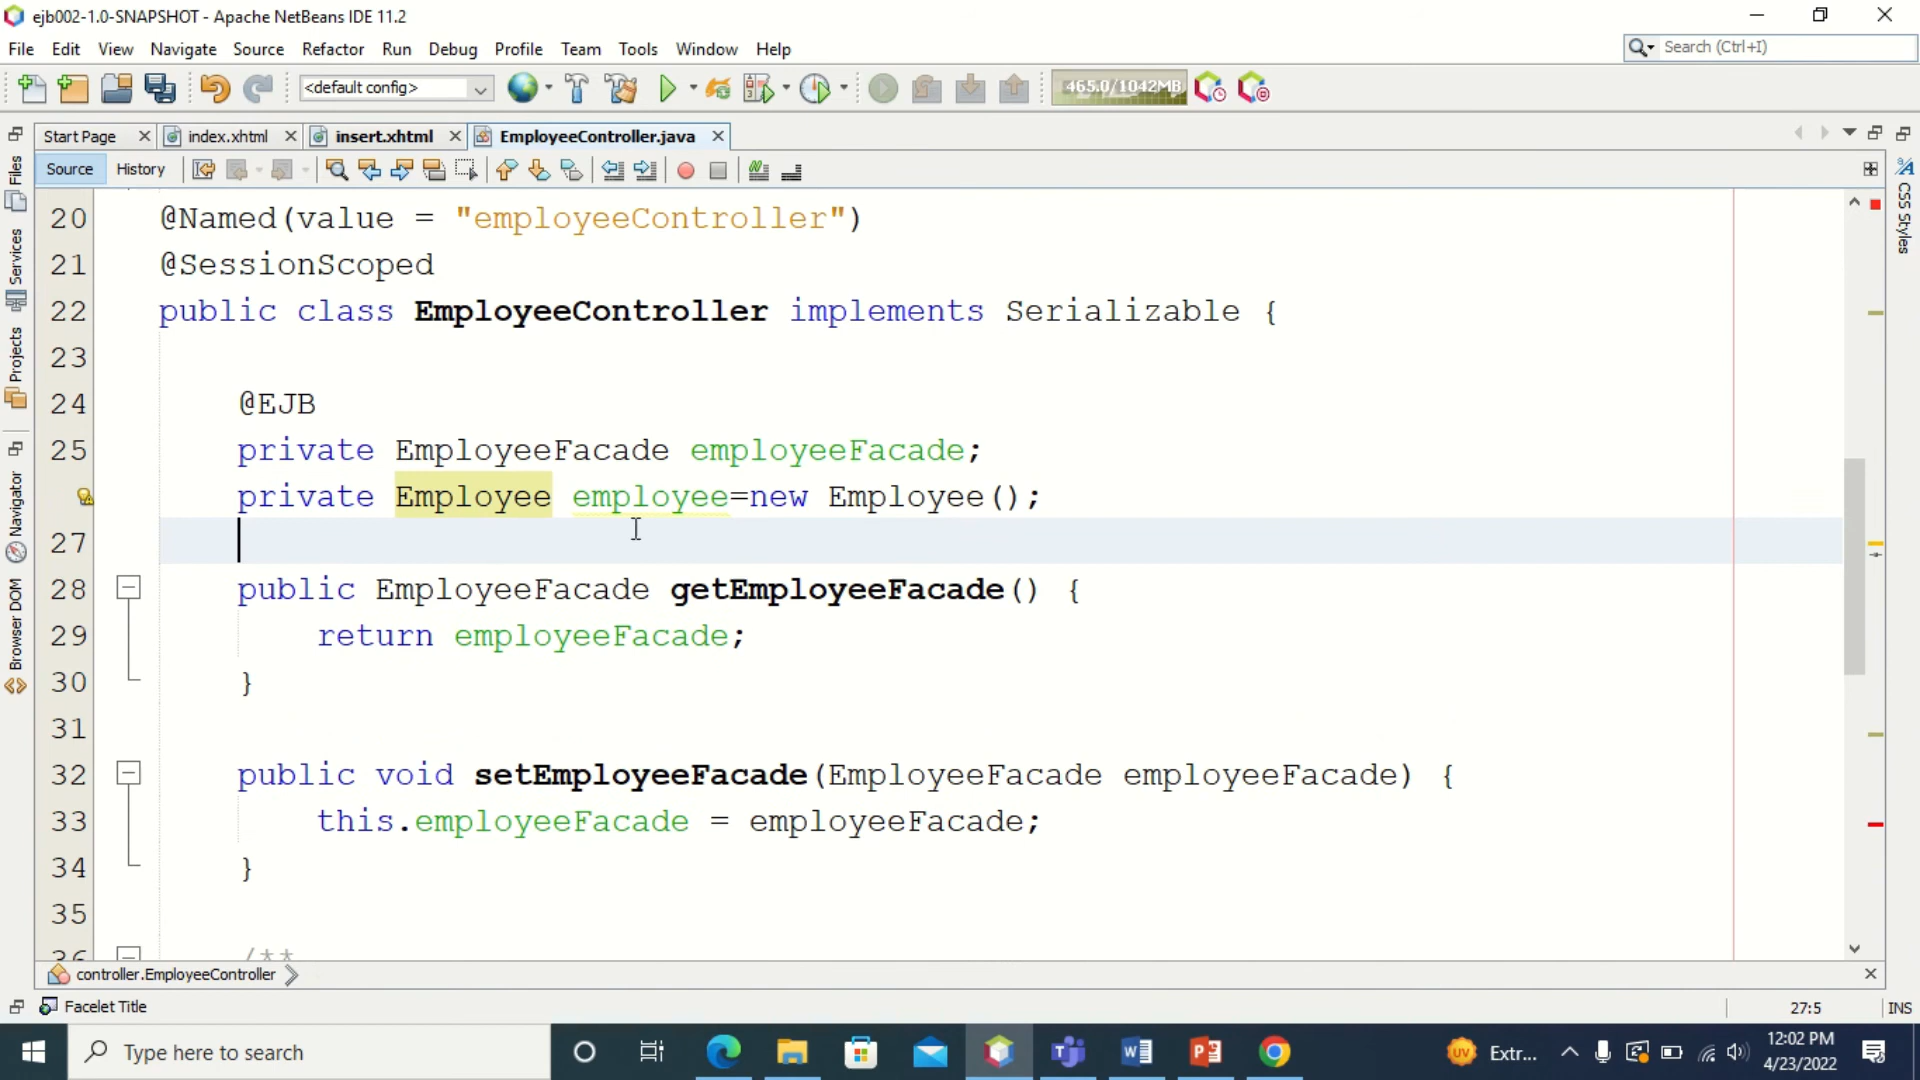 ejb002-1.0-SNAPSHOT - Apache NetBeans IDE 11.2
File Edit View Navigate Source Refactor Run Debug Profile Team Tools Window Help
Search (Ctrl+I)
<default config>
465.0/1042MB
Start Page
index.xhtml
insert.xhtml
EmployeeController.java
Source
History
Files
Services
Projects
Navigator
Browser DOM
CSS Styles
20 @Named(value = "employeeController")
21 @SessionScoped
22 public class EmployeeController implements Serializable {
23
24 @EJB
25 private EmployeeFacade employeeFacade;
private Employee employee=new Employee();
27
28 public EmployeeFacade getEmployeeFacade() {
29 return employeeFacade;
30 }
31
32 public void setEmployeeFacade(EmployeeFacade employeeFacade) {
33 this.employeeFacade = employeeFacade;
34 }
35
36 /**
controller.EmployeeController
Facelet Title
27:5
INS
Type here to search
UV
Extr...
12:02 PM
4/23/2022